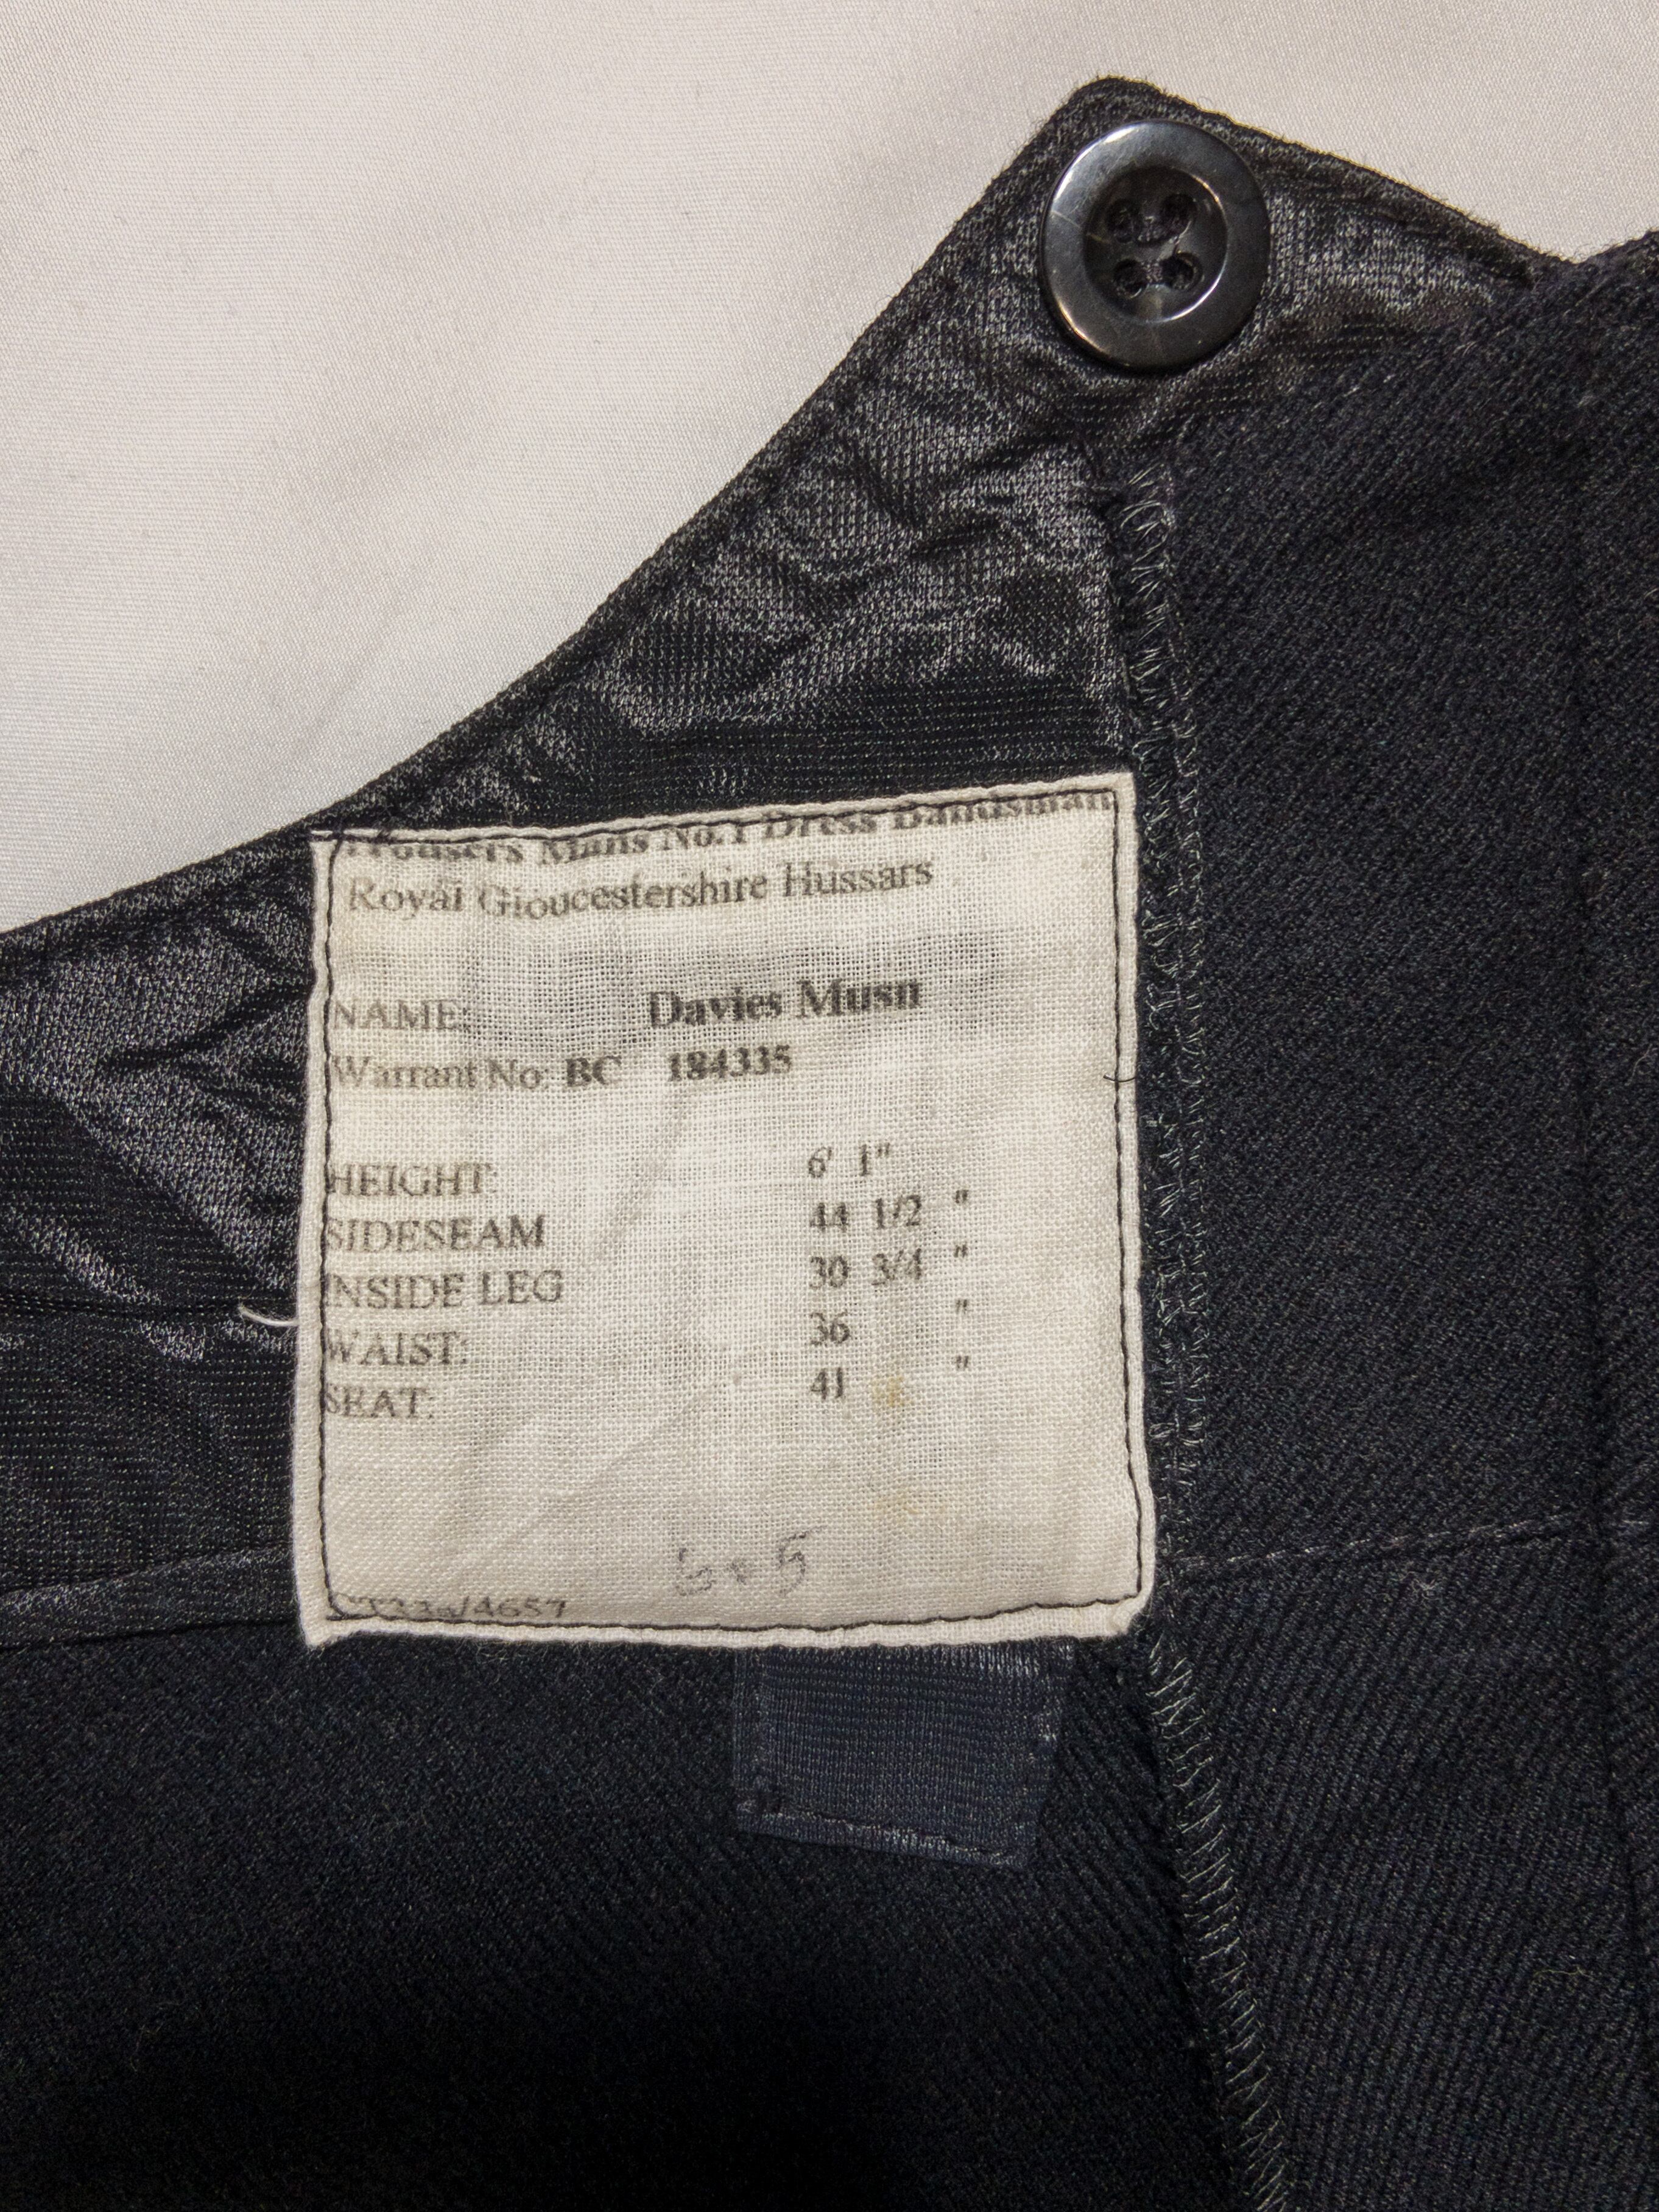 Trousers Mans No.1 Dress Bandsman
Royal Gloucestershire Hussars
NAME: Davies Musn
Warrant No: BC 184335
HEIGHT: 6' 1"
SIDESEAM 44 1/2 "
INSIDE LEG 30 3/4 "
WAIST: 36 "
SEAT: 41 "
/4657